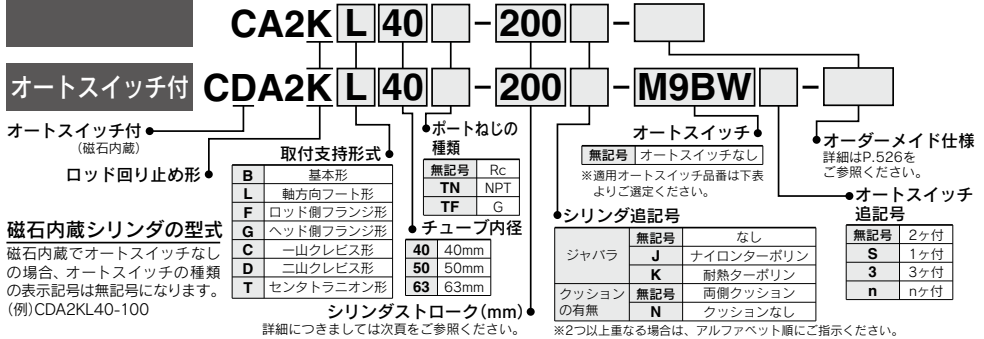 CA2K L 40 - 200 -
オートスイッチ付 CDA2K L 40 - 200 - M9BW -
オートスイッチ付
(磁石内蔵)
ロッド回り止め形
取付支持形式
B 基本形
L 軸方向フート形
F ロッド側フランジ形
G ヘッド側フランジ形
C 一山クレビス形
D 二山クレビス形
T センタトラニオン形
ポートねじの
種類
無記号 Rc
TN NPT
TF G
チューブ内径
40 40mm
50 50mm
63 63mm
シリンダストローク(mm)
詳細につきましては次頁をご参照ください。
磁石内蔵シリンダの型式
磁石内蔵でオートスイッチなし
の場合、オートスイッチの種類
の表示記号は無記号になります。
(例)CDA2KL40-100
オートスイッチ
無記号 オートスイッチなし
※適用オートスイッチ品番は下表
よりご選定ください。
シリンダ追記号
ジャバラ 無記号 なし
J ナイロンターポリン
K 耐熱ターポリン
クッション
の有無 無記号 両側クッション
N クッションなし
※2つ以上重なる場合は、アルファベット順にご指示ください。
オーダーメイド仕様
詳細はP.526を
ご参照ください。
オートスイッチ
追記号
無記号 2ヶ付
S 1ヶ付
3 3ヶ付
n nヶ付